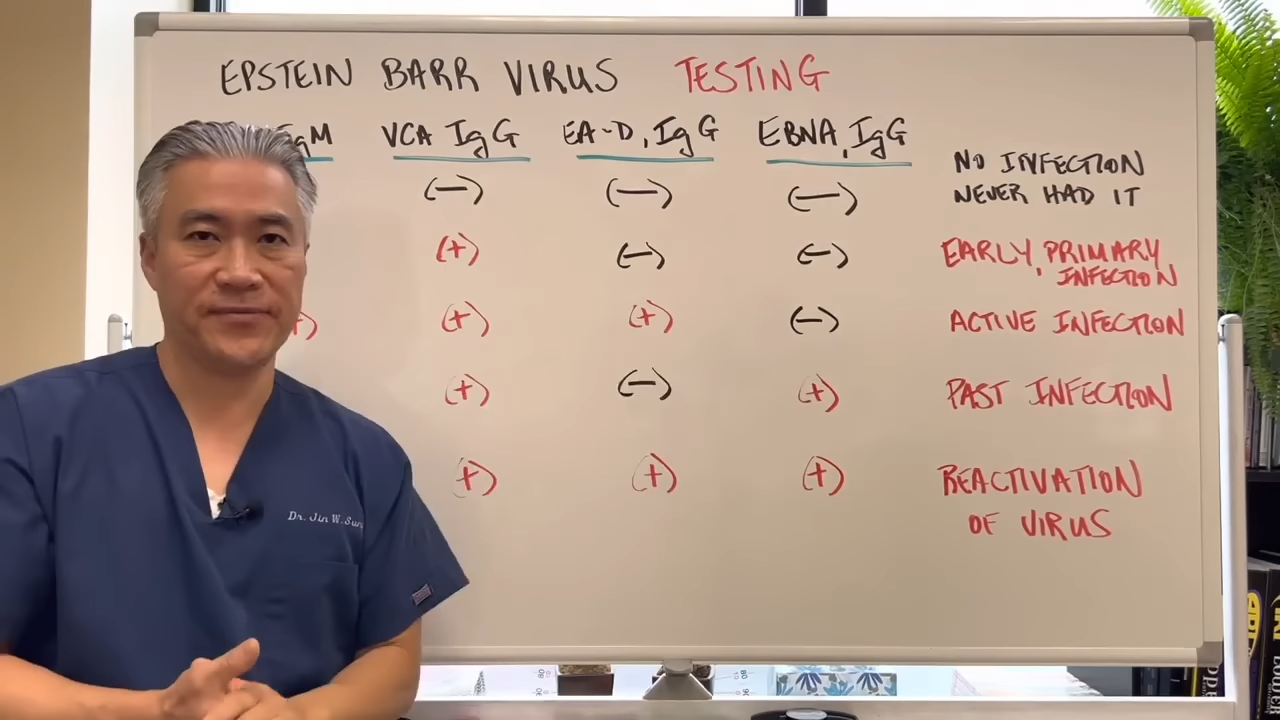 EPSTEIN BARR VIRUS TESTING
IgM VCA IgG EA-D, IgG EBNA, IgG
(-) (-) (-) NO INFECTION
NEVER HAD IT
(+) (-) (-) EARLY, PRIMARY
INFECTION
+) (+) (+) (-) ACTIVE INFECTION
(+) (-) (+) PAST INFECTION
(+) (+) (+) REACTIVATION
OF VIRUS
Dr. Jin W. Sung